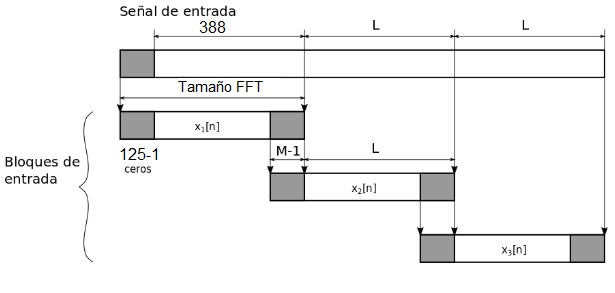 Señal de entrada
388 L L
Tamaño FFT
x1[n]
125-1
ceros
M-1 L
Bloques de
entrada
x2[n]
x3[n]